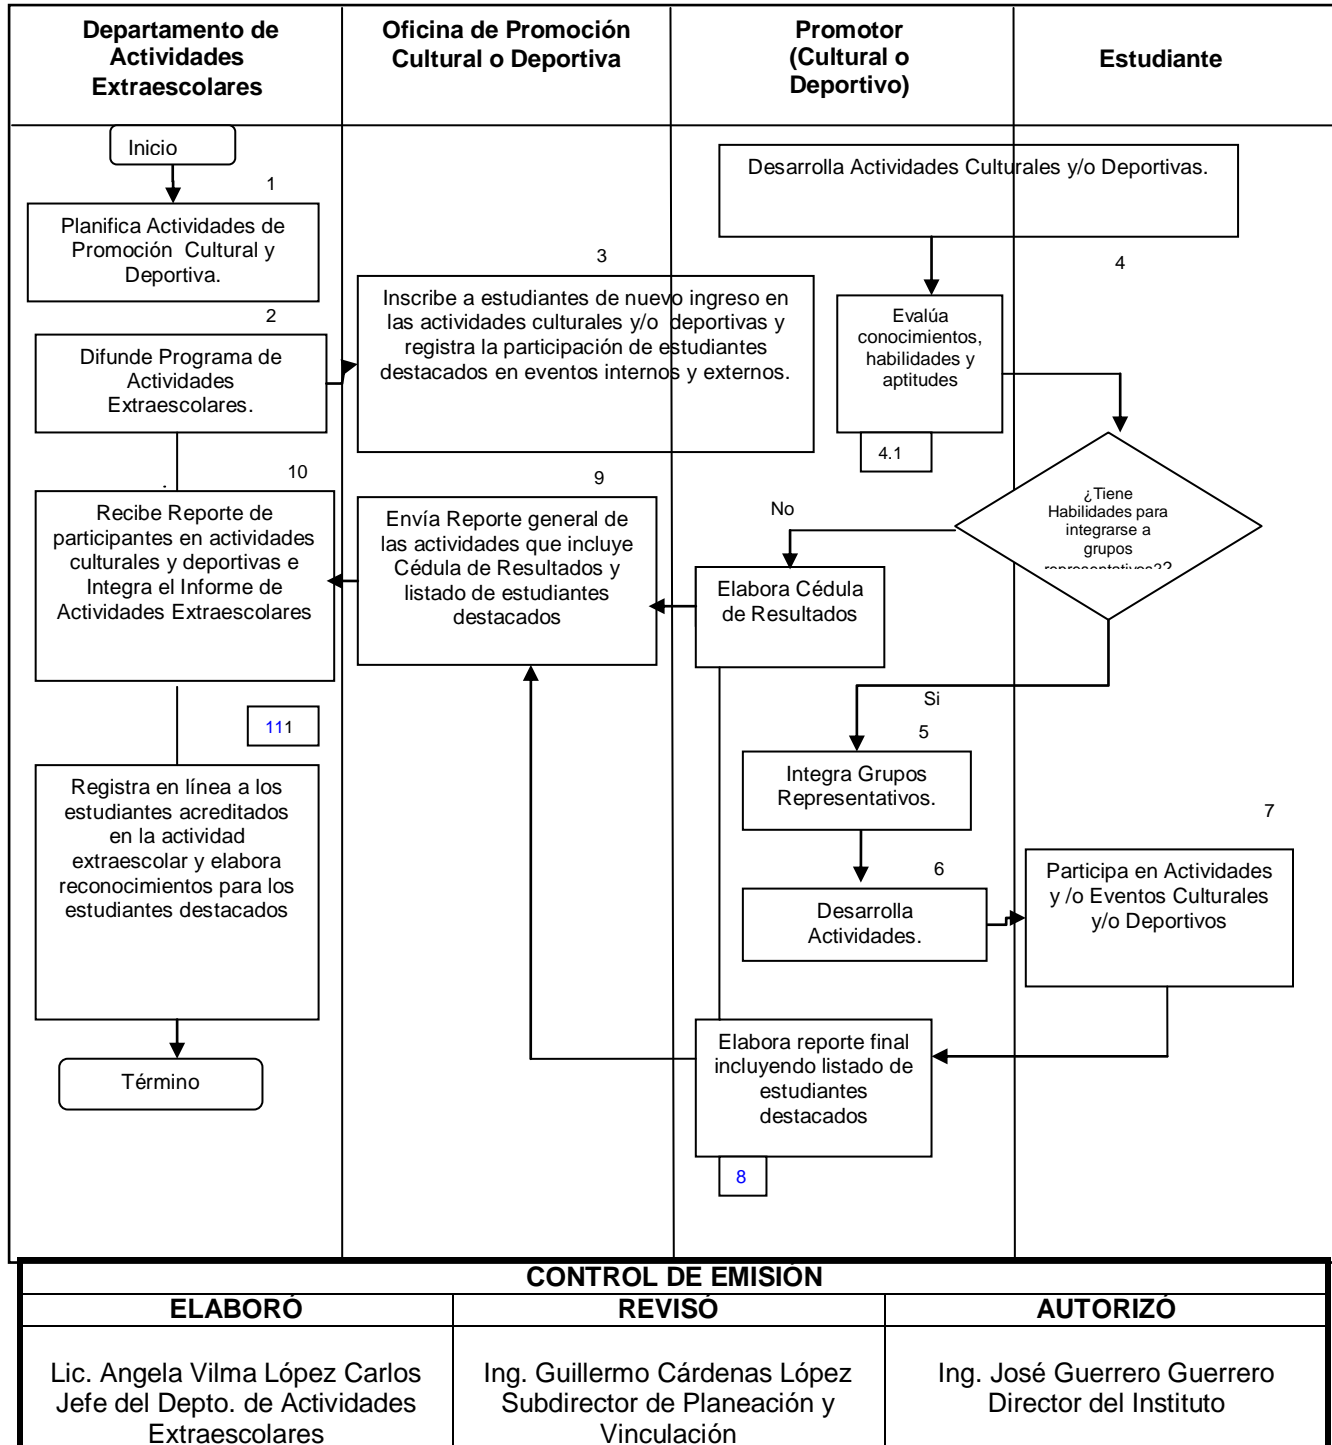 Departamento de
Actividades
Extraescolares
Oficina de Promoción
Cultural o Deportiva
Promotor
(Cultural o
Deportivo)
Estudiante
Inicio
1
Planifica Actividades de
Promoción Cultural y
Deportiva.
2
Difunde Programa de
Actividades
Extraescolares.
3
Inscribe a estudiantes de nuevo ingreso en
las actividades culturales y/o deportivas y
registra la participación de estudiantes
destacados en eventos internos y externos.
Desarrolla Actividades Culturales y/o Deportivas.
4
Evalúa
conocimientos,
habilidades y
aptitudes
4.1
¿Tiene
Habilidades para
integrarse a
grupos
representativos??
No
Elabora Cédula
de Resultados
9
Envía Reporte general de
las actividades que incluye
Cédula de Resultados y
listado de estudiantes
destacados
10
Recibe Reporte de
participantes en actividades
culturales y deportivas e
Integra el Informe de
Actividades Extraescolares
Si
5
Integra Grupos
Representativos.
6
Desarrolla
Actividades.
7
Participa en Actividades
y /o Eventos Culturales
y/o Deportivos
Elabora reporte final
incluyendo listado de
estudiantes
destacados
8
111
Registra en línea a los
estudiantes acreditados
en la actividad
extraescolar y elabora
reconocimientos para los
estudiantes destacados
Término
CONTROL DE EMISIÓN
ELABORÓ
REVISÓ
AUTORIZÓ
Lic. Angela Vilma López Carlos
Jefe del Depto. de Actividades
Extraescolares
Ing. Guillermo Cárdenas López
Subdirector de Planeación y
Vinculación
Ing. José Guerrero Guerrero
Director del Instituto